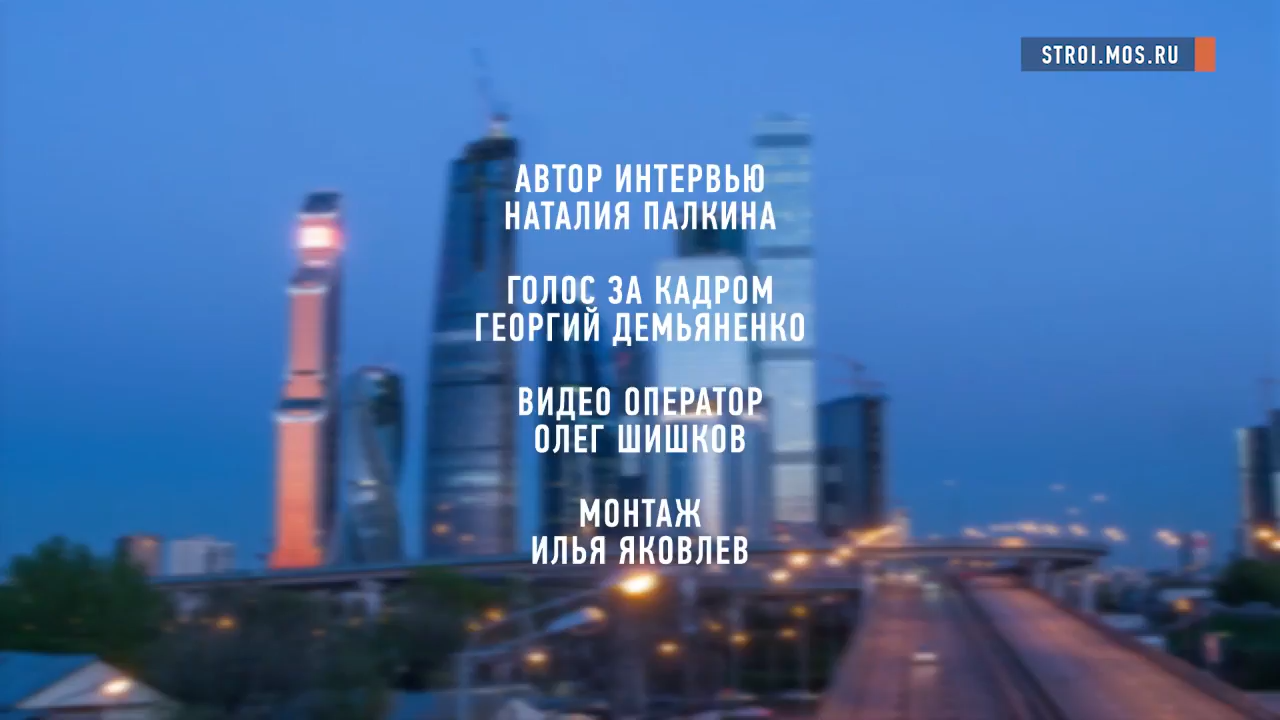 STROI.MOS.RU
АВТОР ИНТЕРВЬЮ
НАТАЛИЯ ПАЛКИНА
ГОЛОС ЗА КАДРОМ
ГЕОРГИЙ ДЕМЬЯНЕНКО
ВИДЕО ОПЕРАТОР
ОЛЕГ ШИШКОВ
МОНТАЖ
ИЛЬЯ ЯКОВЛЕВ